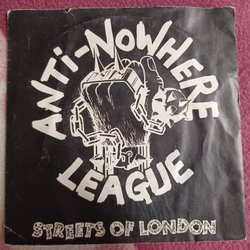 ANTi-NOWHERE
LEAGUE
STREETS OF LONDON